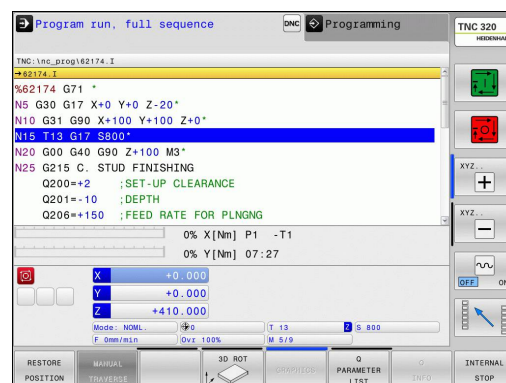 Program run, full sequence
DNC
Programming
TNC 320
HEIDENHAI
TNC:\nc_prog\62174.I
→62174.I
%62174 G71 *
N5 G30 G17 X+0 Y+0 Z-20*
N10 G31 G90 X+100 Y+100 Z+0*
N15 T13 G17 S800*
N20 G00 G40 G90 Z+100 M3*
N25 G215 C. STUD FINISHING
Q200=+2 ;SET-UP CLEARANCE
Q201=-10 ;DEPTH
Q206=+150 ;FEED RATE FOR PLNGNG
0% X[Nm] P1 -T1
0% Y[Nm] 07:27
X +0.000
Y +0.000
Z +410.000
Mode: NOML. 0 T 13 Z S 800
F 0mm/min Ovr 100% M 5/9
XYZ..
+
XYZ..
−
OFF ON
RESTORE POSITION
MANUAL TRAVERSE
3D ROT
GRAPHICS
Q PARAMETER LIST
Q INFO
INTERNAL STOP